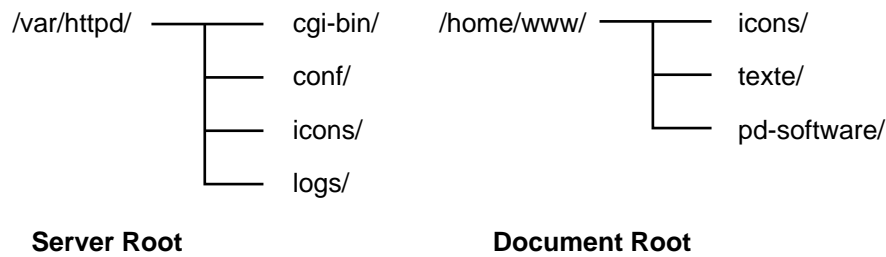 /var/httpd/ cgi-bin/ /home/www/ icons/
conf/ texte/
icons/ pd-software/
logs/
Server Root Document Root